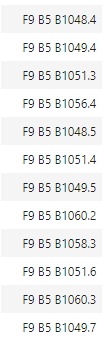 F9 B5 B1048.4
F9 B5 B1049.4
F9 B5 B1051.3
F9 B5 B1056.4
F9 B5 B1048.5
F9 B5 B1051.4
F9 B5 B1049.5
F9 B5 B1060.2
F9 B5 B1058.3
F9 B5 B1051.6
F9 B5 B1060.3
F9 B5 B1049.7